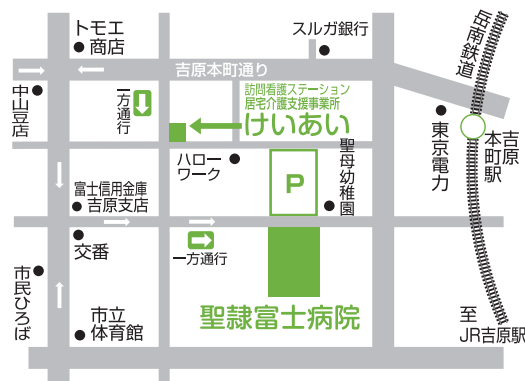 トモエ
商店
スルガ銀行
岳南鉄道
吉原本町通り
中山豆店
一方通行
訪問看護ステーション
居宅介護支援事業所
けいあい
東京電力
吉原
本町駅
ハロー
ワーク
聖母幼稚園
P
富士信用金庫
吉原支店
交番
一方通行
市民ひろば
市立
体育館
聖隷富士病院
至
JR吉原駅